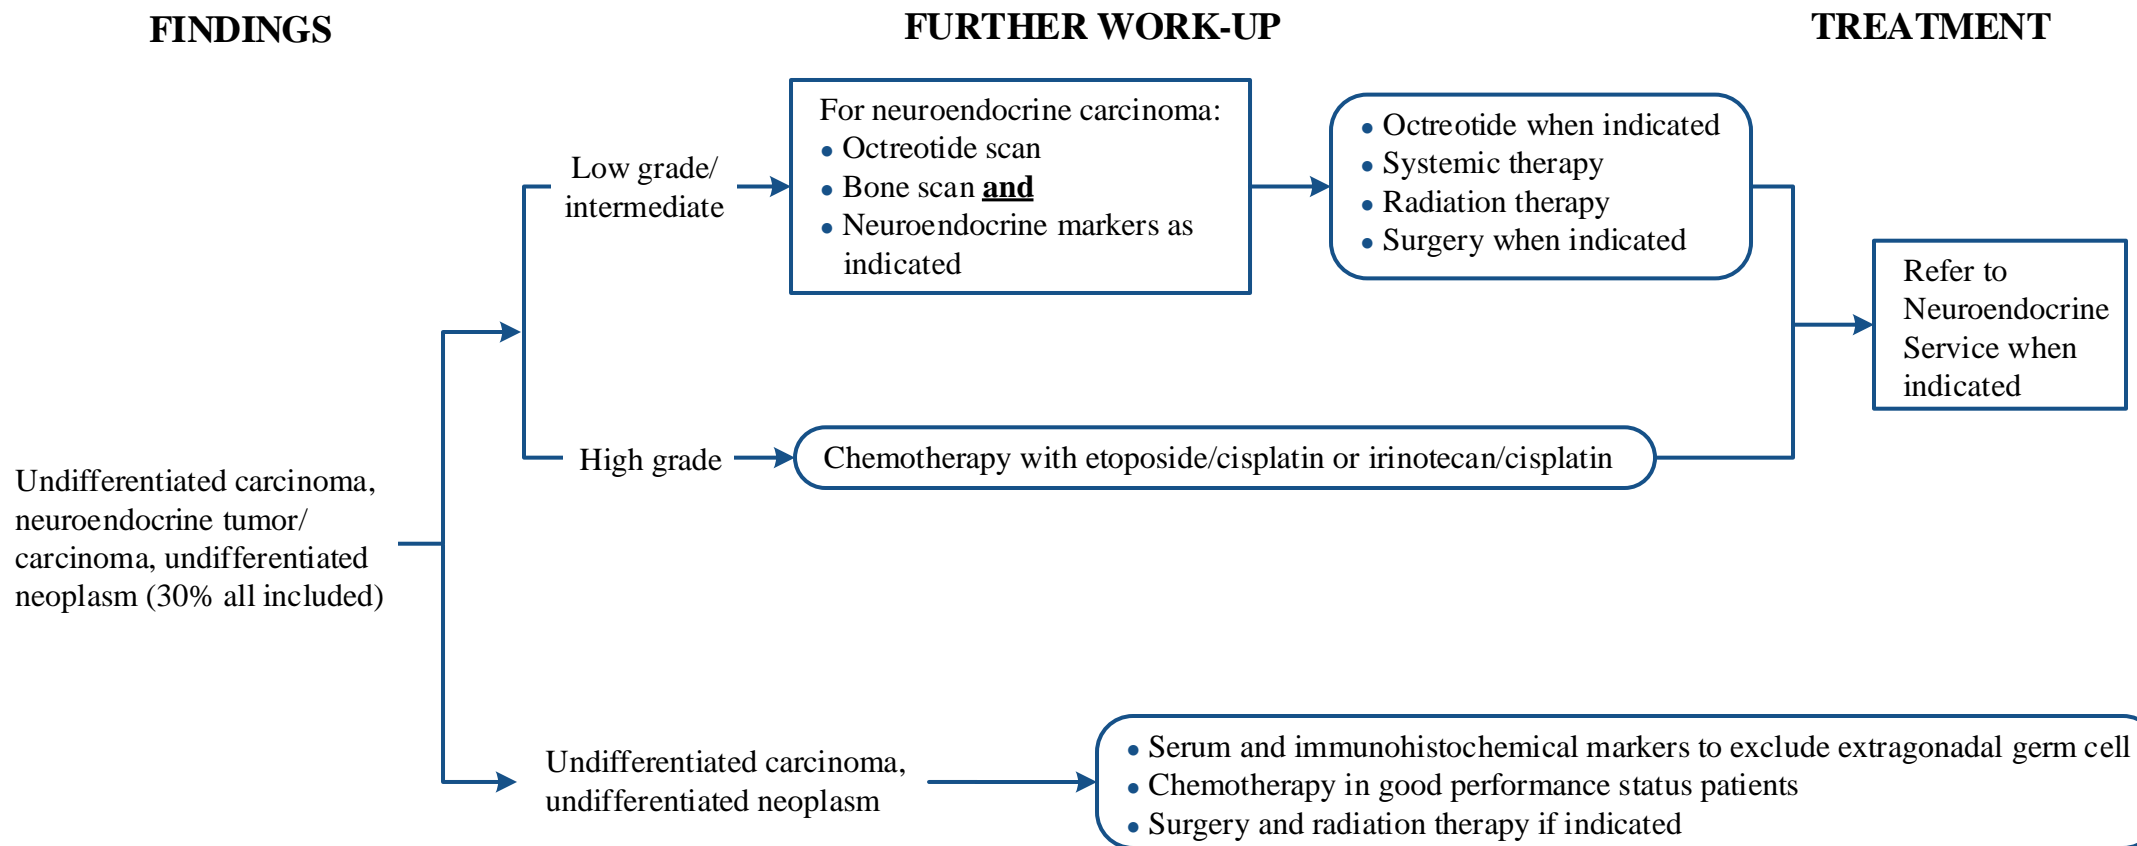 FINDINGS
FURTHER WORK-UP
TREATMENT
Low grade/
intermediate
For neuroendocrine carcinoma:
• Octreotide scan
• Bone scan and
• Neuroendocrine markers as
indicated
• Octreotide when indicated
• Systemic therapy
• Radiation therapy
• Surgery when indicated
Refer to
Neuroendocrine
Service when
indicated
High grade
Chemotherapy with etoposide/cisplatin or irinotecan/cisplatin
Undifferentiated carcinoma,
neuroendocrine tumor/
carcinoma, undifferentiated
neoplasm (30% all included)
Undifferentiated carcinoma,
undifferentiated neoplasm
• Serum and immunohistochemical markers to exclude extragonadal germ cell
• Chemotherapy in good performance status patients
• Surgery and radiation therapy if indicated